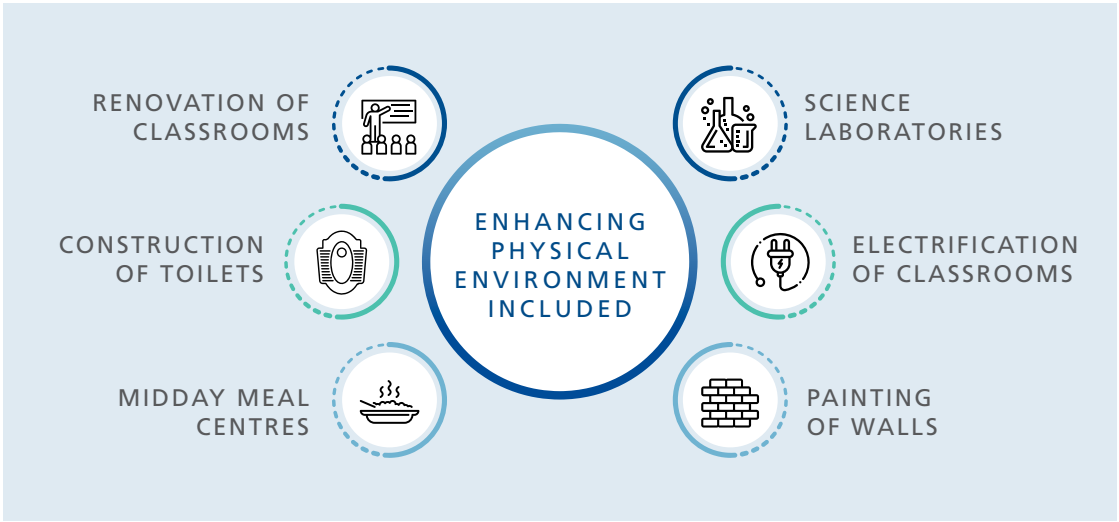 RENOVATION OF
CLASSROOMS
SCIENCE
LABORATORIES
ENHANCING
PHYSICAL
ENVIRONMENT
INCLUDED
CONSTRUCTION
OF TOILETS
ELECTRIFICATION
OF CLASSROOMS
MIDDAY MEAL
CENTRES
PAINTING
OF WALLS